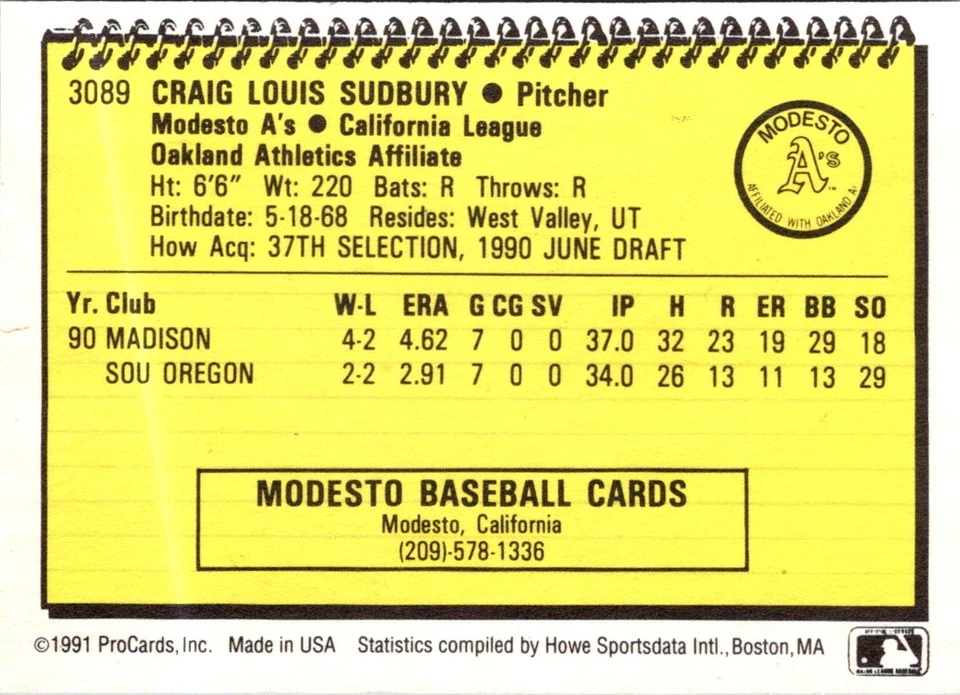 3089 CRAIG LOUIS SUDBURY ● Pitcher
Modesto A's ● California League
Oakland Athletics Affiliate
Ht: 6'6" Wt: 220 Bats: R Throws: R
Birthdate: 5-18-68 Resides: West Valley, UT
How Acq: 37TH SELECTION, 1990 JUNE DRAFT
MODESTO
A's
TM
AFFILIATED WITH OAKLAND A's
Yr. Club W-L ERA G CG SV IP H R ER BB SO
90 MADISON 4-2 4.62 7 0 0 37.0 32 23 19 29 18
SOU OREGON 2-2 2.91 7 0 0 34.0 26 13 11 13 29
MODESTO BASEBALL CARDS
Modesto, California
(209)-578-1336
©1991 ProCards, Inc. Made in USA Statistics compiled by Howe Sportsdata Intl., Boston, MA